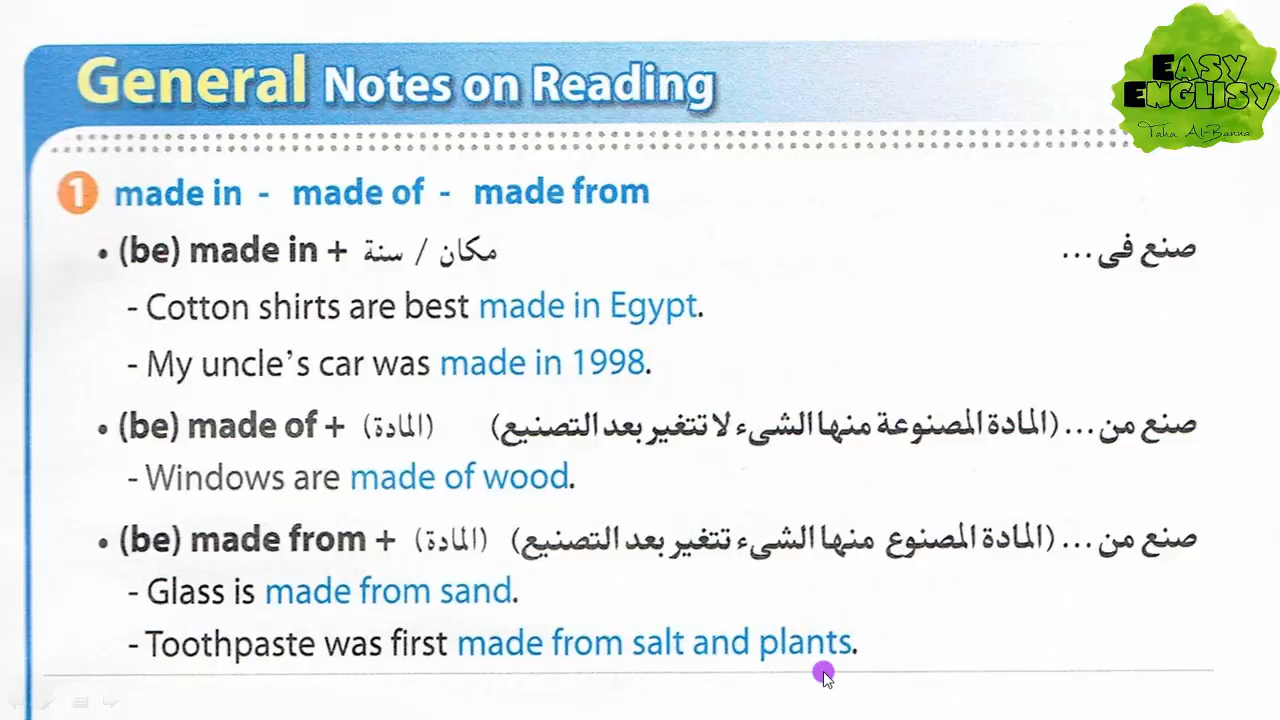 EASY
ENGLISY
Taha Al-Banna
General Notes on Reading
1 made in - made of - made from
• (be) made in + مكان / سنة صنع فى ...
- Cotton shirts are best made in Egypt.
- My uncle's car was made in 1998.
• (be) made of + (المادة) صنع من ... (المادة المصنوعة منها الشىء لا تتغير بعد التصنيع)
- Windows are made of wood.
• (be) made from + (المادة) صنع من ... (المادة المصنوع منها الشىء تتغير بعد التصنيع)
- Glass is made from sand.
- Toothpaste was first made from salt and plants.